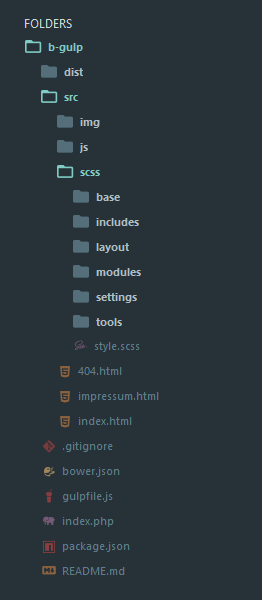 FOLDERS
b-gulp
dist
src
img
js
scss
base
includes
layout
modules
settings
tools
style.scss
404.html
impressum.html
index.html
.gitignore
bower.json
gulpfile.js
index.php
package.json
README.md